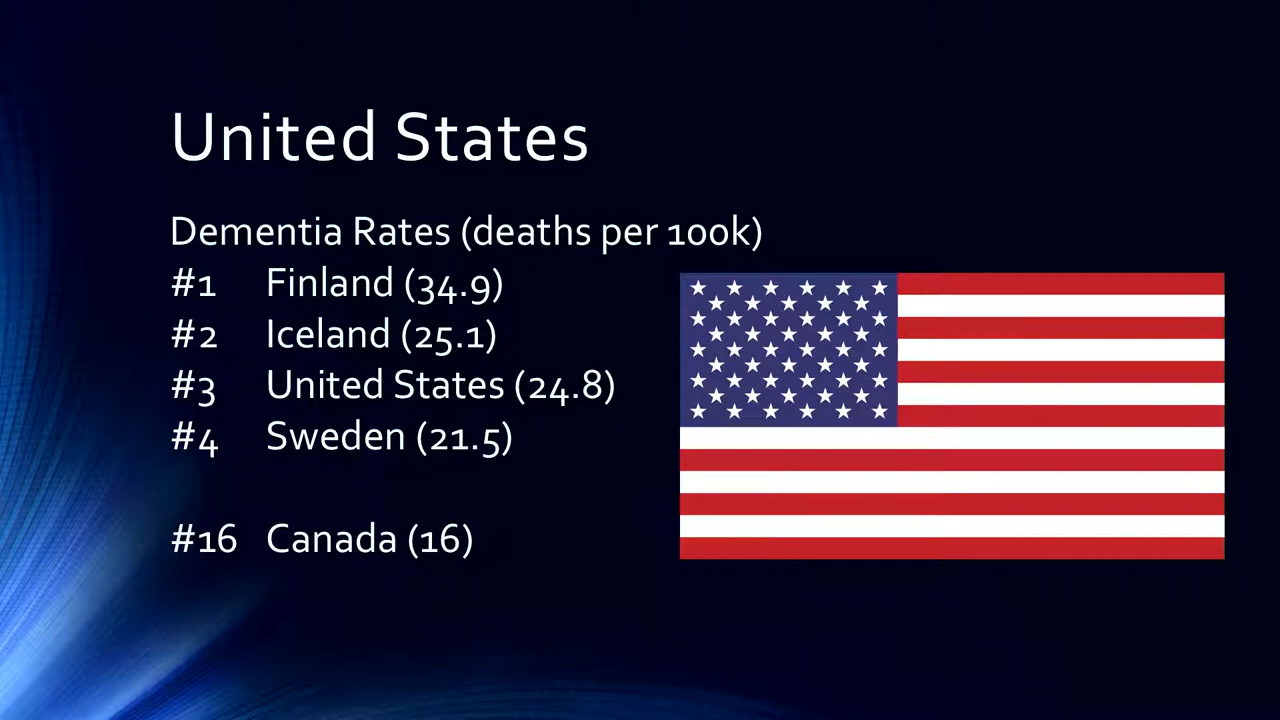 United States
Dementia Rates (deaths per 100k)
#1 Finland (34.9)
#2 Iceland (25.1)
#3 United States (24.8)
#4 Sweden (21.5)
#16 Canada (16)